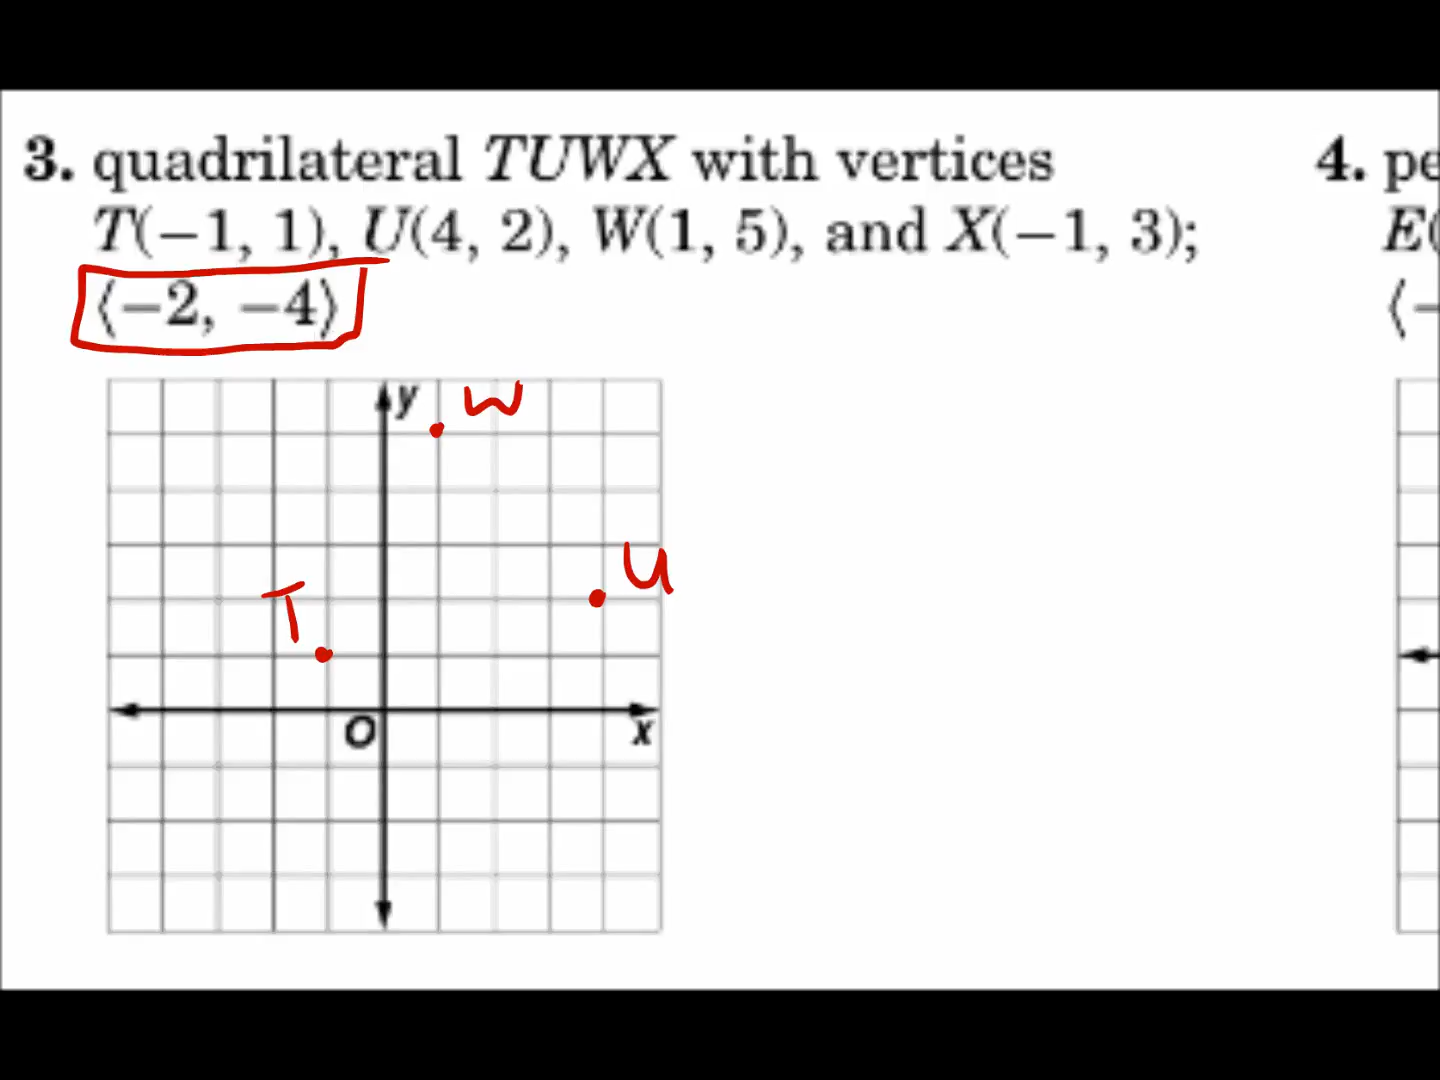 3. quadrilateral TUWX with vertices
T(−1, 1), U(4, 2), W(1, 5), and X(−1, 3);
⟨−2, −4⟩
y
W
U
T
O
x
4. pe
E(
⟨−